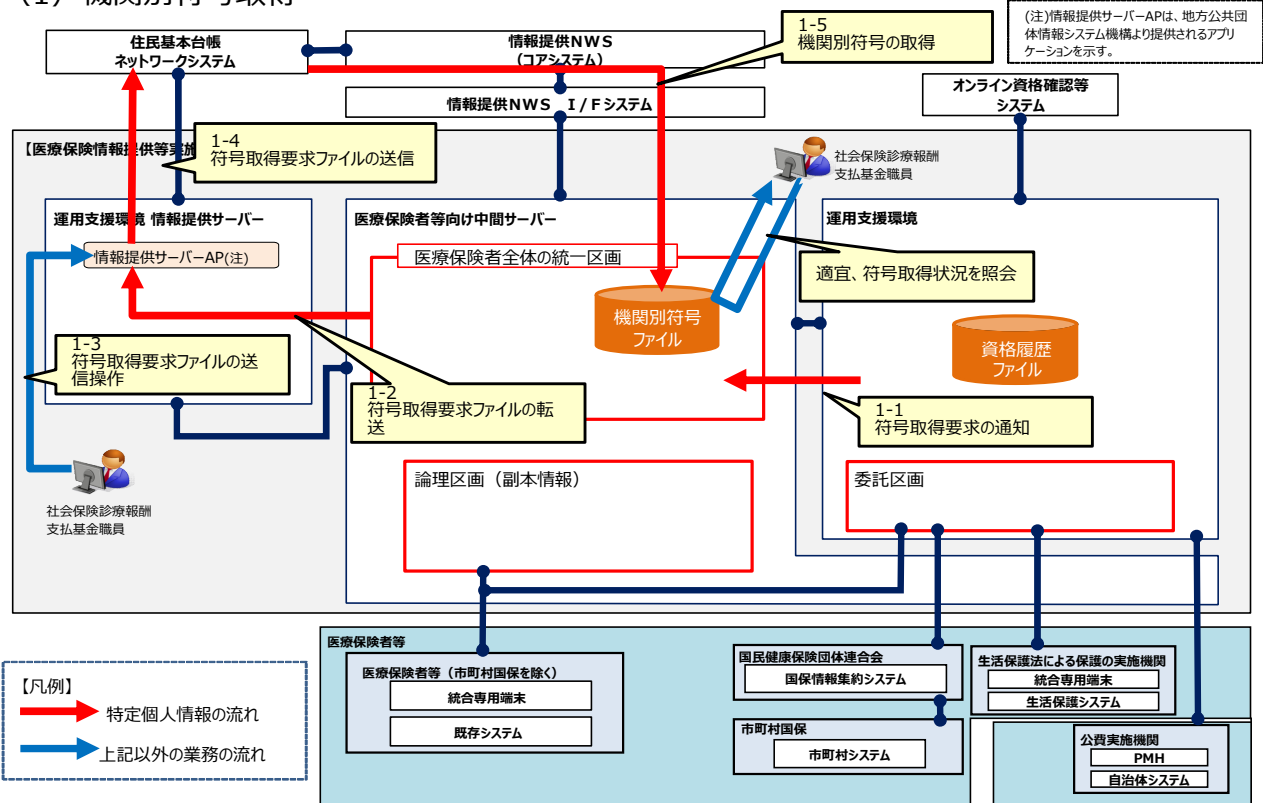 (1) 機関別符号取得
(注)情報提供サーバーAPは、地方公共団
体情報システム機構より提供されるアプリ
ケーションを示す。
1-5
機関別符号の取得
住民基本台帳
ネットワークシステム
情報提供NWS
（コアシステム）
情報提供NWS I/Fシステム
オンライン資格確認等
システム
【医療保険情報提供等実施
1-4
符号取得要求ファイルの送信
社会保険診療報酬
支払基金職員
運用支援環境 情報提供サーバー
情報提供サーバーAP(注)
医療保険者等向け中間サーバー
医療保険者全体の統一区画
運用支援環境
適宜、符号取得状況を照会
機関別符号
ファイル
資格履歴
ファイル
1-3
符号取得要求ファイルの送
信操作
1-2
符号取得要求ファイルの転
送
1-1
符号取得要求の通知
論理区画（副本情報）
委託区画
社会保険診療報酬
支払基金職員
医療保険者等
医療保険者等（市町村国保を除く）
統合専用端末
既存システム
国民健康保険団体連合会
国保情報集約システム
市町村国保
市町村システム
生活保護法による保護の実施機関
統合専用端末
生活保護システム
公費実施機関
PMH
自治体システム
【凡例】
特定個人情報の流れ
上記以外の業務の流れ